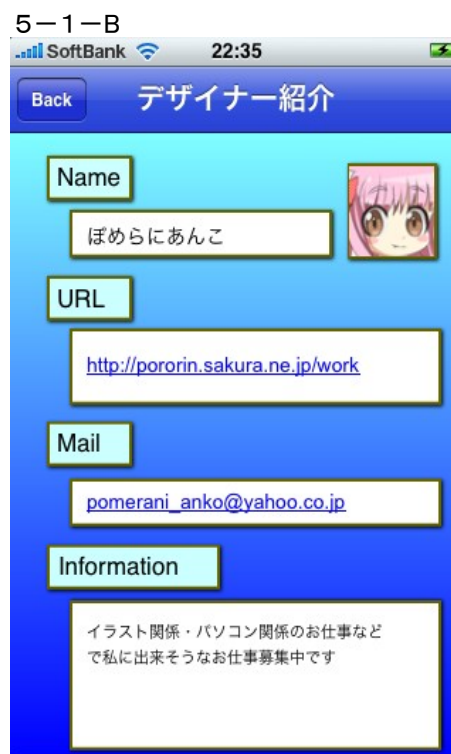 5－1－B
SoftBank 22:35
Back デザイナー紹介
Name
ぽめらにあんこ
URL
http://pororin.sakura.ne.jp/work
Mail
pomerani_anko@yahoo.co.jp
Information
イラスト関係・パソコン関係のお仕事など
で私に出来そうなお仕事募集中です